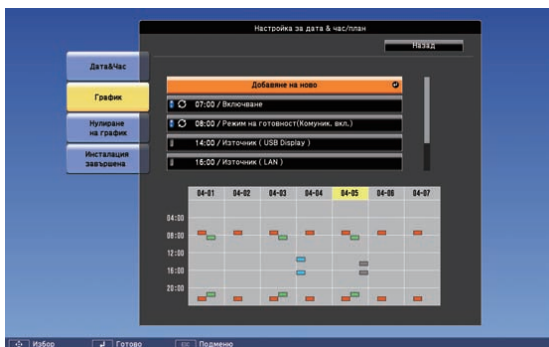 Настройка за дата & час/план
Назад
Дата&Час
График
Нулиране
на график
Инсталация
завършена
Добавяне на ново
07:00 / Включване
08:00 / Режим на готовност(Комуник. вкл.)
14:00 / Източник ( USB Display )
16:00 / Източник ( LAN )
04-01 04-02 04-03 04-04 04-05 04-06 04-07
04:00
08:00
12:00
16:00
20:00
Избор Готово Esc Подменю